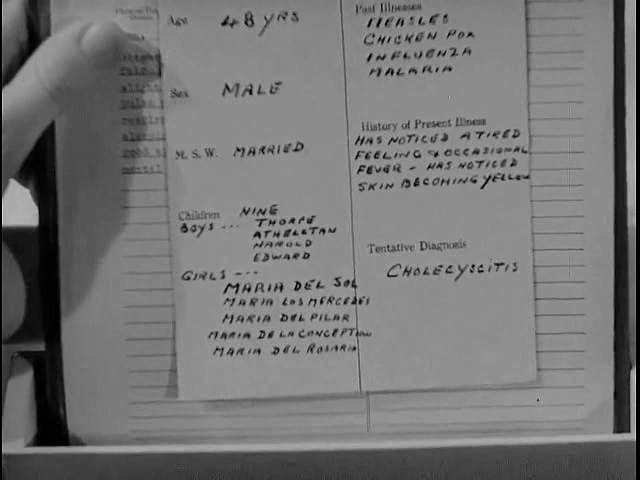 Age 48 YRS
Sex MALE
M. S. W. MARRIED
Children NINE
BOYS --- THORPE
ATHELLTAN
HAROLD
EDWARD
GIRLS ---
MARIA DEL SOL
MARIA LOS MERCEDES
MARIA DEL PILAR
MARIA DE LA CONCEPTION
MARIA DEL ROSARIO
Past Illnesses
MEASLES
CHICKEN POX
INFLUENZA
MALARIA
History of Present Illness
HAS NOTICED A TIRED
FEELING & OCCASIONAL
FEVER - HAS NOTICED
SKIN BECOMING YELLOW
Tentative Diagnosis
CHOLECYSCITIS